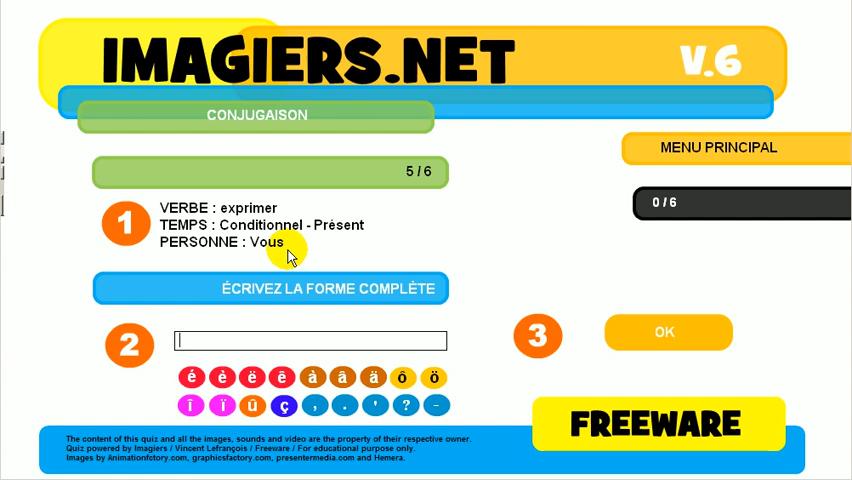 IMAGIERS.NET
V.6
CONJUGAISON
MENU PRINCIPAL
5 / 6
0 / 6
1
VERBE : exprimer
TEMPS : Conditionnel - Présent
PERSONNE : Vous
ÉCRIVEZ LA FORME COMPLÈTE
2
3
OK
é è ë ê à â ä ô ö
î ï û ç , . ' ? -
FREEWARE
The content of this quiz and all the images, sounds and video are the property of their respective owner.
Quiz powered by Imagiers / Vincent Lefrançois / Freeware / For educational purpose only.
Images by Animationfctory.com, graphicsfactory.com, presentermedia.com and Hemera.